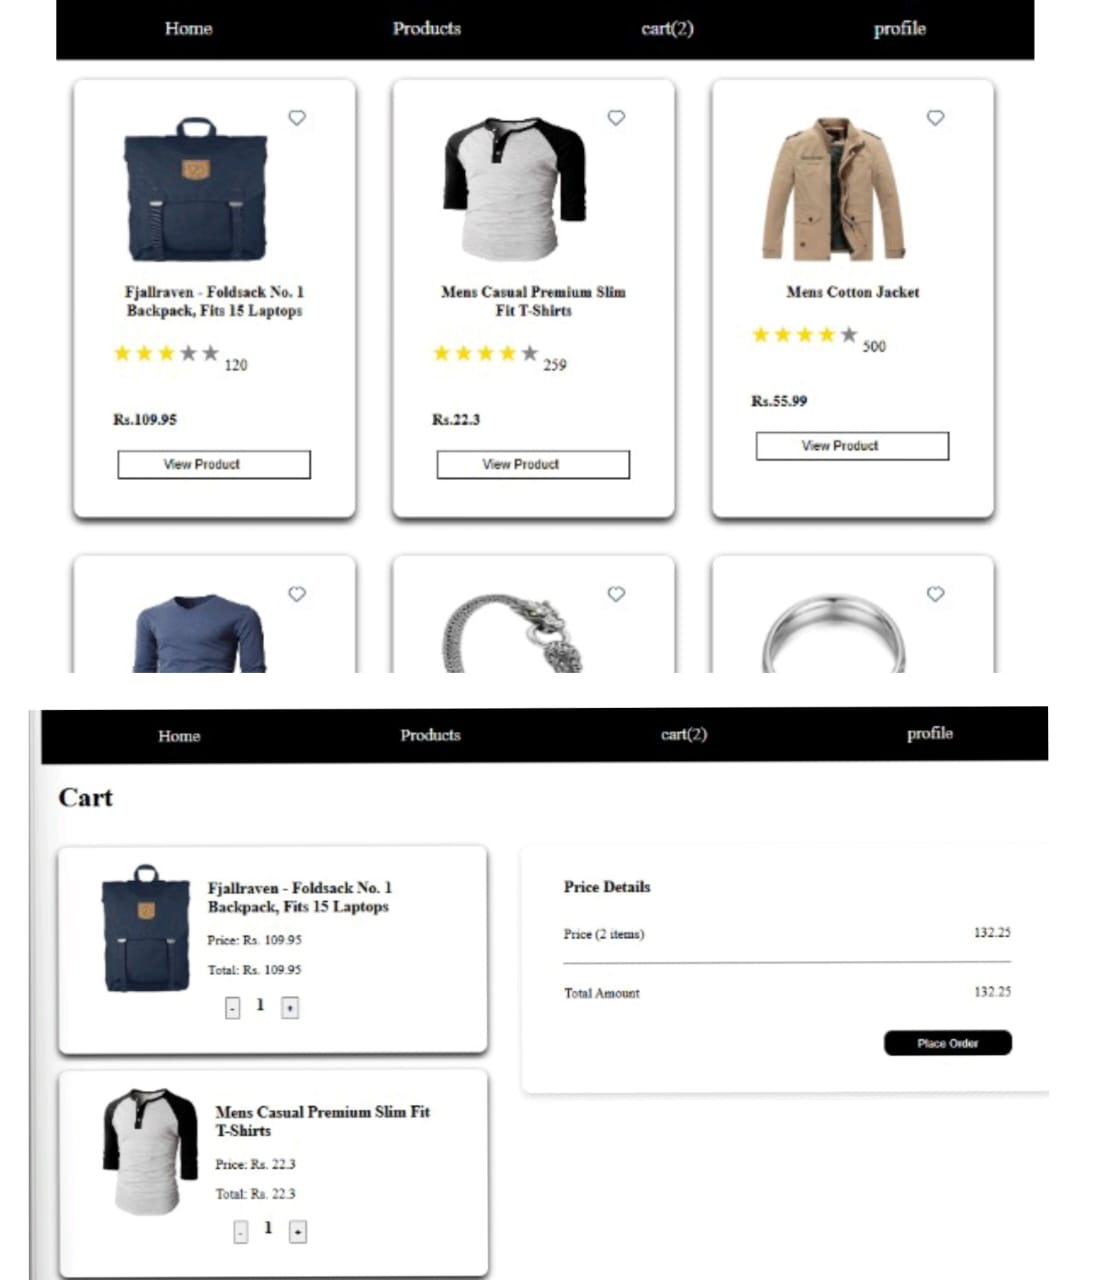 Home Products cart(2) profile
Fjallraven - Foldsack No. 1
Backpack, Fits 15 Laptops
120
Rs.109.95
View Product
Mens Casual Premium Slim
Fit T-Shirts
259
Rs.22.3
View Product
Mens Cotton Jacket
500
Rs.55.99
View Product
Home Products cart(2) profile
Cart
Fjallraven - Foldsack No. 1
Backpack, Fits 15 Laptops
Price: Rs. 109.95
Total: Rs. 109.95
- 1 +
Mens Casual Premium Slim Fit
T-Shirts
Price: Rs. 22.3
Total: Rs. 22.3
- 1 +
Price Details
Price (2 items) 132.25
Total Amount 132.25
Place Order